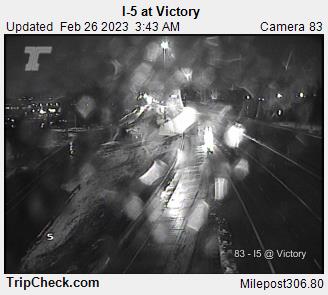 I-5 at Victory
Updated Feb 26 2023 3:43 AM Camera 83
T
S
83 - I5 @ Victory
TripCheck.com Milepost306.80